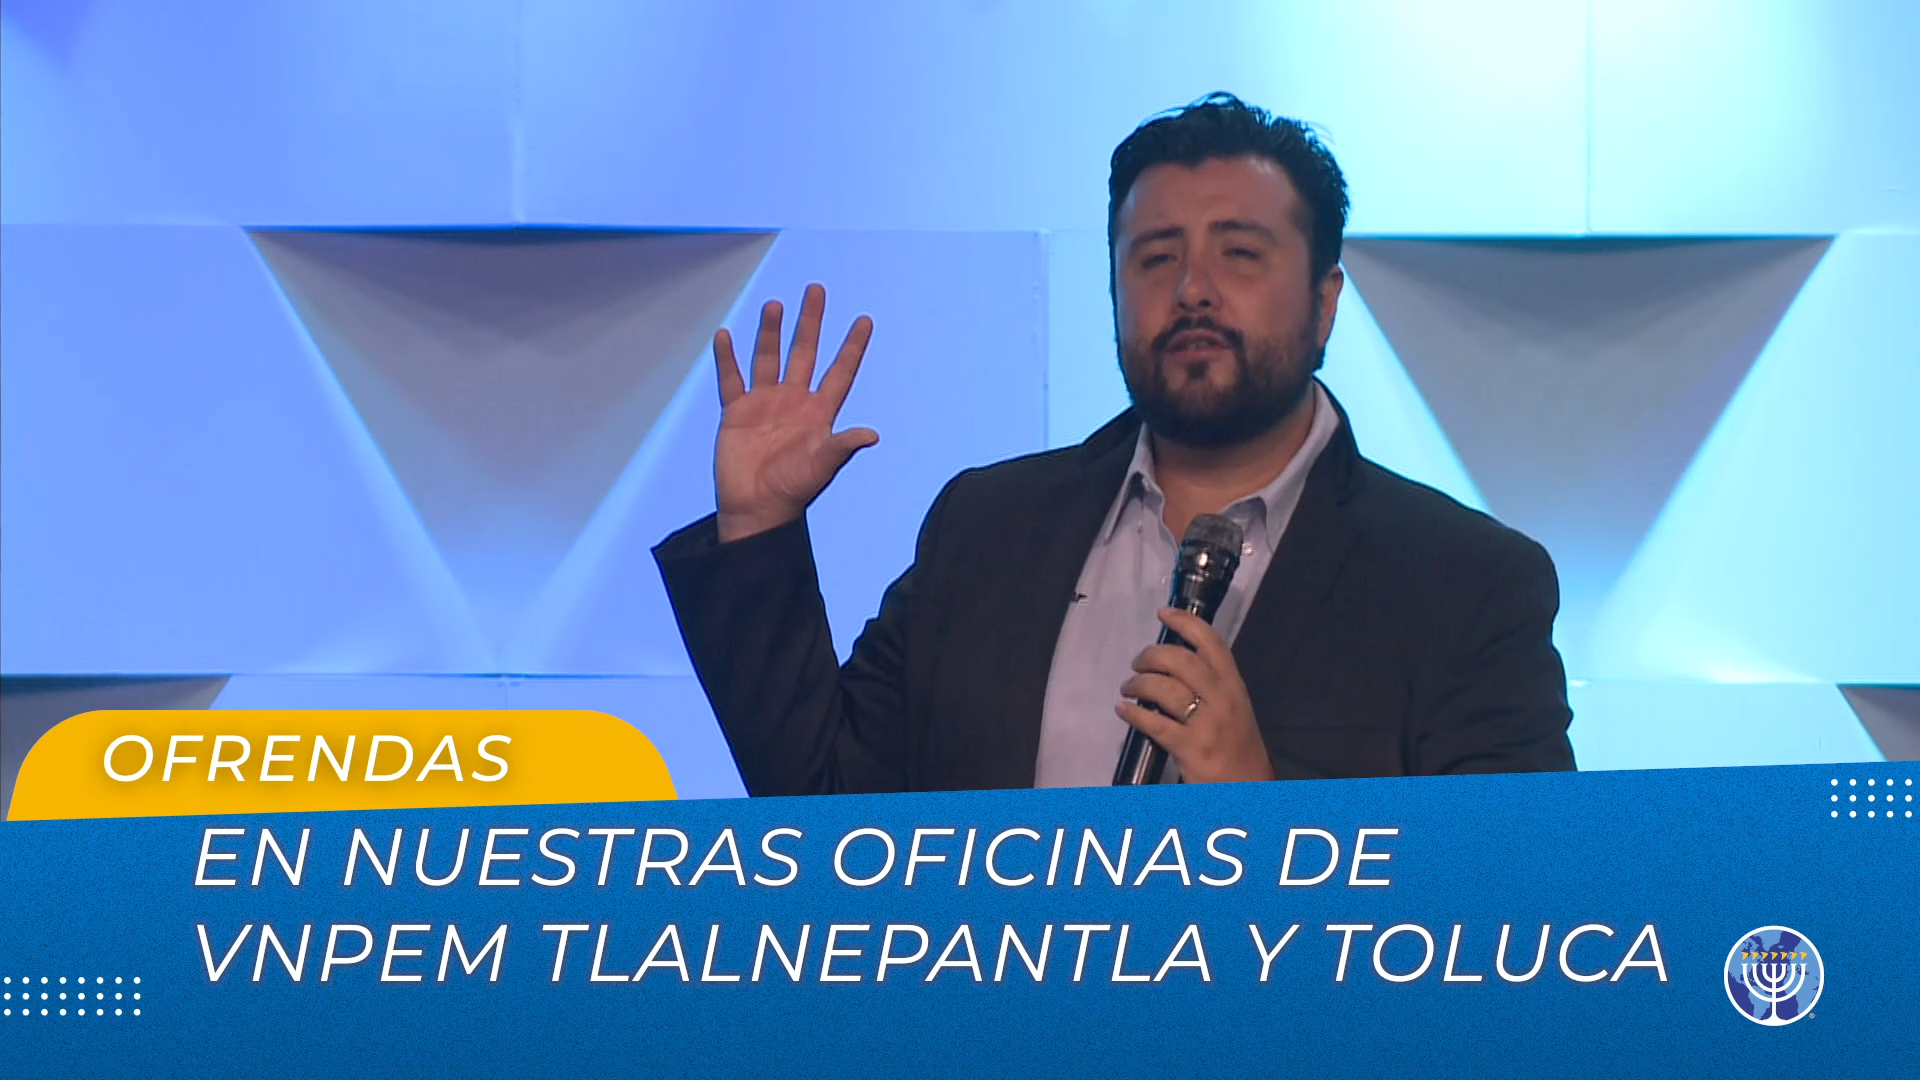 OFRENDAS
EN NUESTRAS OFICINAS DE
VNPEM TLALNEPANTLA Y TOLUCA